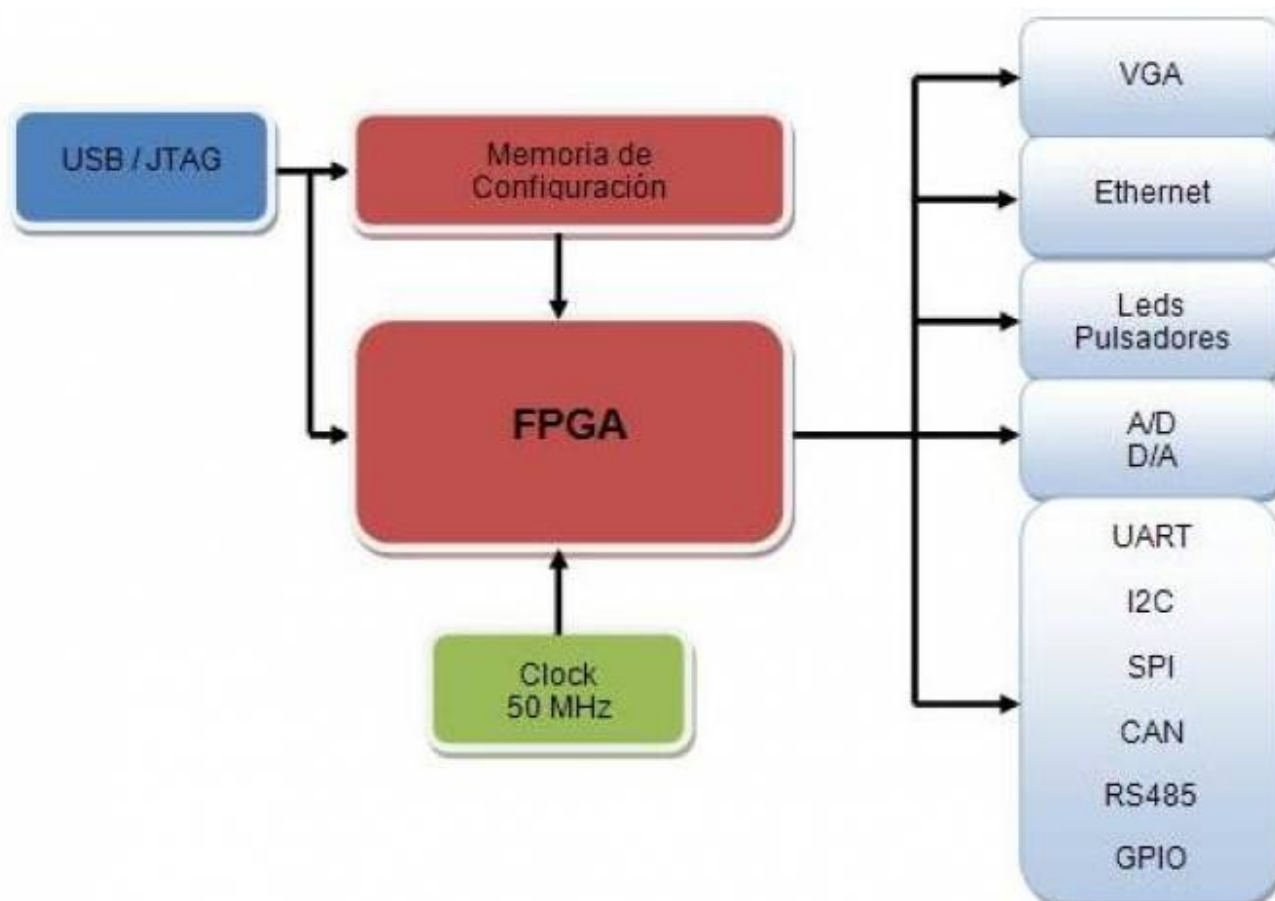 USB / JTAG
Memoria de
Configuración
FPGA
Clock
50 MHz
VGA
Ethernet
Leds
Pulsadores
A/D
D/A
UART
I2C
SPI
CAN
RS485
GPIO